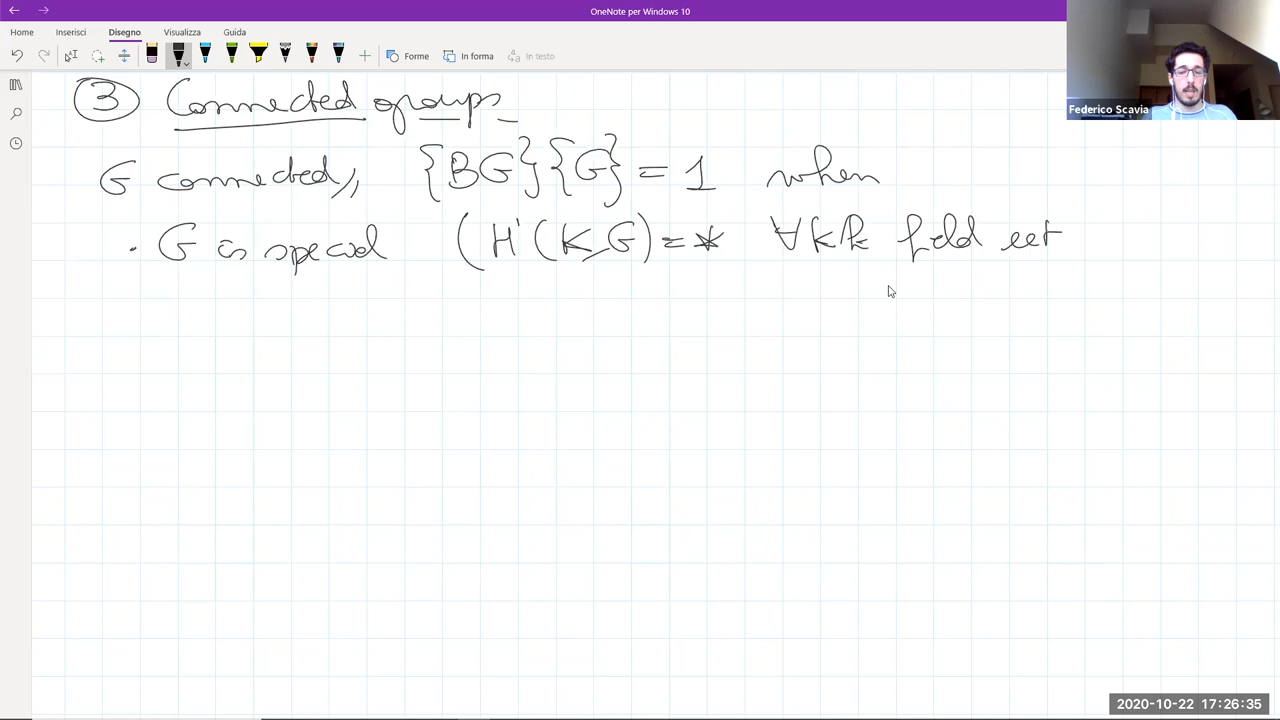 OneNote per Windows 10
Home Inserisci Disegno Visualizza Guida
Forme In forma In testo
Federico Scavia
③ Connected groups
G connected, {BG}{G} = 1 when
· G is special (H¹(K,G) = * ∀ K/k field ext
2020-10-22 17:26:35